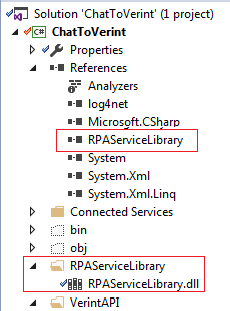 Solution 'ChatToVerint' (1 project)
C# ChatToVerint
Properties
References
Analyzers
log4net
Microsoft.CSharp
RPAServiceLibrary
System
System.Xml
System.Xml.Linq
Connected Services
bin
obj
RPAServiceLibrary
RPAServiceLibrary.dll
VerintAPI